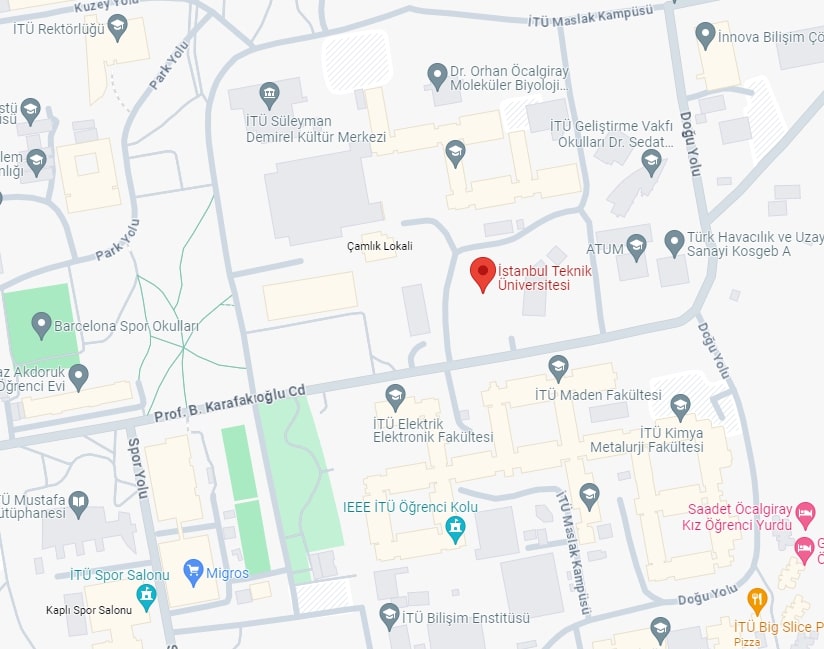 Kuzey Yolu
İTÜ Rektörlüğü
İTÜ Maslak Kampüsü
İnnova Bilişim Çö
Park Yolu
Dr. Orhan Öcalgiray
Moleküler Biyoloji...
İTÜ Süleyman
Demirel Kültür Merkezi
İTÜ Geliştirme Vakfı
Okulları Dr. Sedat...
Doğu Yolu
Park Yolu
Çamlık Lokali
ATUM
Türk Havacılık ve Uzay
Sanayi Kosgeb A
İstanbul Teknik
Üniversitesi
Barcelona Spor Okulları
Doğu Yolu
az Akdoruk
Öğrenci Evi
Prof. B. Karafakıoğlu Cd
İTÜ Maden Fakültesi
İTÜ Elektrik
Elektronik Fakültesi
İTÜ Kimya
Metalurji Fakültesi
Spor Yolu
TÜ Mustafa
ütüphanesi
IEEE İTÜ Öğrenci Kolu
İTÜ Maslak Kampüsü
Saadet Öcalgiray
Kız Öğrenci Yurdu
G
Ö
İTÜ Spor Salonu
Migros
Kaplı Spor Salonu
İTÜ Bilişim Enstitüsü
Doğu Yolu
İTÜ Big Slice P
Pizza